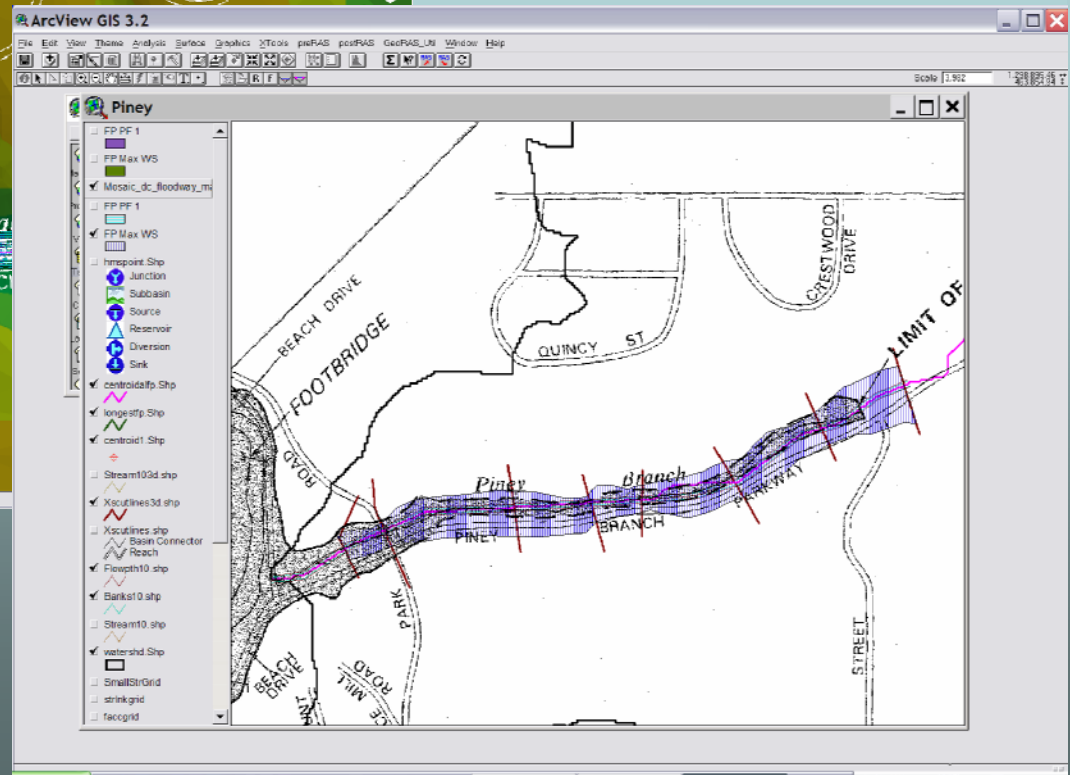 ArcView GIS 3.2
File Edit View Theme Analysis Surface Graphics XTools preRAS postRAS GeoRAS_Util Window Help
Scale
Piney
FP PF 1
FP Max WS
Mosaic_dc_floodway_ma
FP PF 1
FP Max WS
hmspoint.Shp
Junction
Subbasin
Source
Reservoir
Diversion
Sink
centroidalfp.Shp
longestfp.Shp
centroid1.Shp
Stream103d.shp
Xscutlines3d.shp
Xscutlines.shp
Basin Connector
Reach
Flowpth10.shp
Banks10.shp
Stream10.shp
watershd.Shp
SmallStrGrid
strlnkgrid
faccgrid
BEACH DRIVE
FOOTBRIDGE
ROAD
QUINCY ST
CRESTWOOD
DRIVE
LIMIT OF
Piney Branch
PINEY BRANCH PARKWAY
PARK
BEACH
DRIVE
MILL
ROAD
STREET